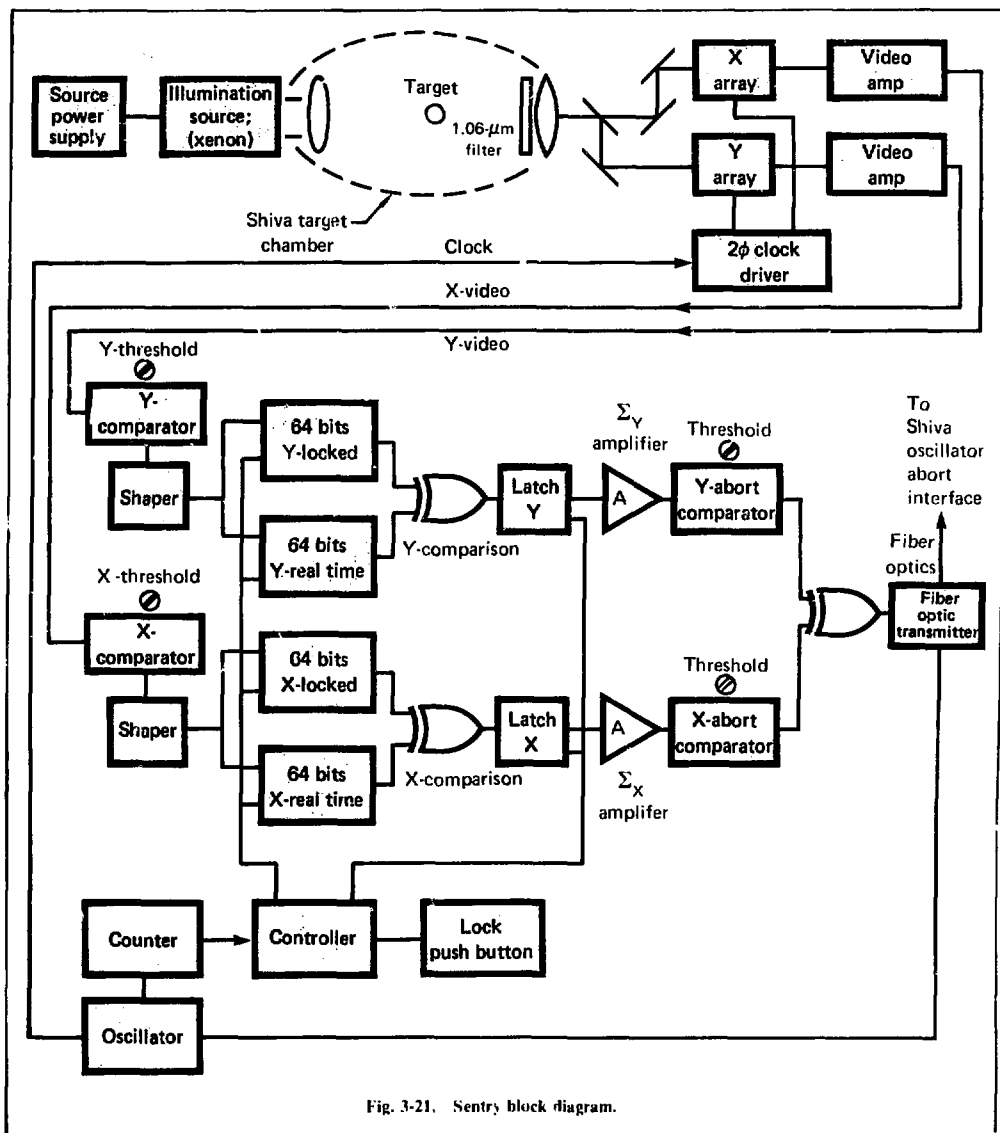 Source
power
supply
Illumination
source;
(xenon)
Target
1.06-μm
filter
X
array
Video
amp
Y
array
Video
amp
Shiva target
chamber
2ϕ clock
driver
Clock
X-video
Y-video
Y-threshold
Y-
comparator
Shaper
64 bits
Y-locked
64 bits
Y-real time
Y-comparison
Latch
Y
ΣY
amplifier
A
Threshold
Y-abort
comparator
To
Shiva
oscillator
abort
interface
Fiber
optics
Fiber
optic
transmitter
X-threshold
X-
comparator
Shaper
64 bits
X-locked
64 bits
X-real time
X-comparison
Latch
X
A
ΣX
amplifer
Threshold
X-abort
comparator
Counter
Controller
Lock
push button
Oscillator
Fig. 3-21. Sentry block diagram.